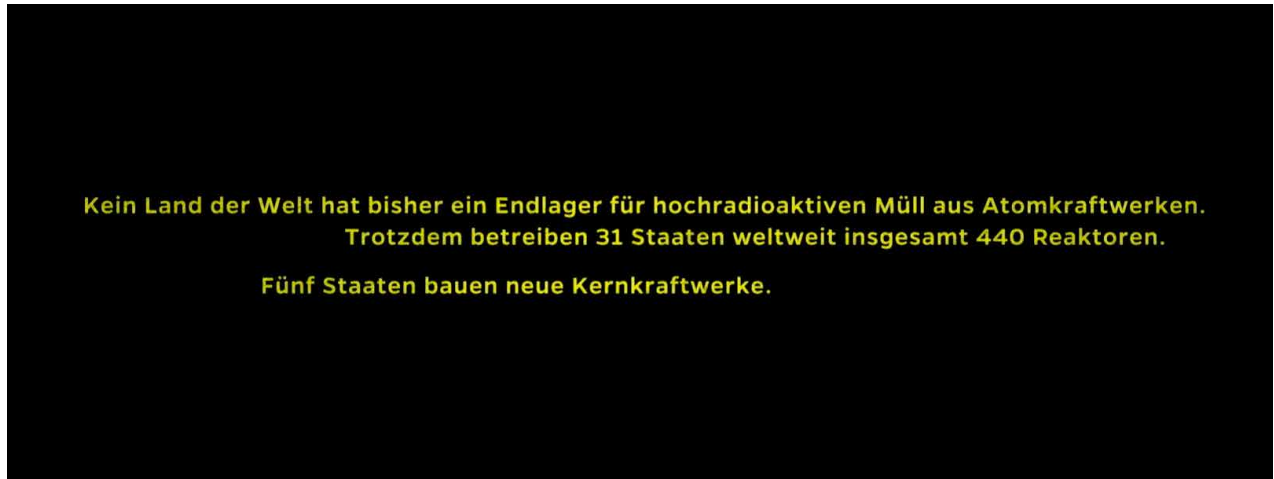 Kein Land der Welt hat bisher ein Endlager für hochradioaktiven Müll aus Atomkraftwerken.
Trotzdem betreiben 31 Staaten weltweit insgesamt 440 Reaktoren.
Fünf Staaten bauen neue Kernkraftwerke.